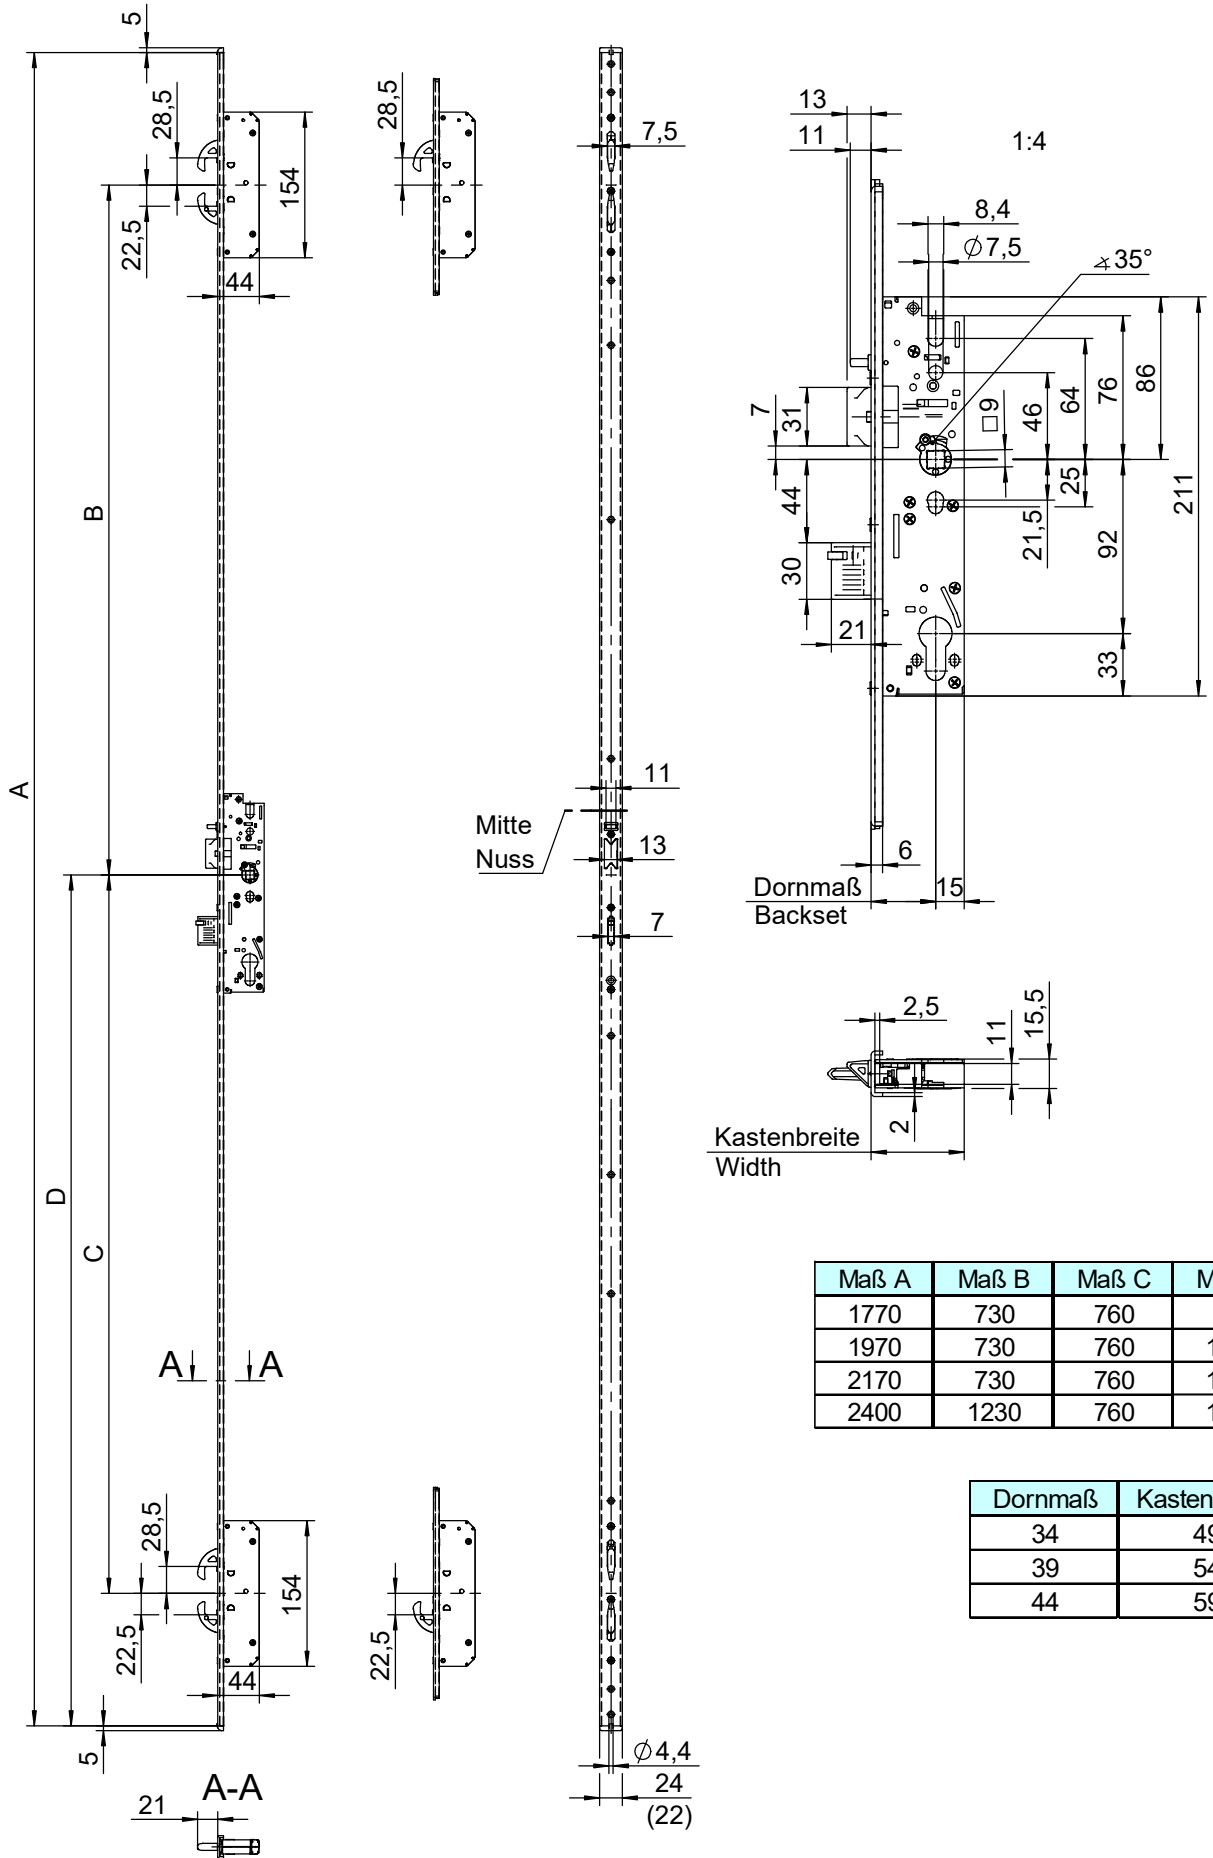 5
28,5
22,5
154
44
28,5
7,5
13
11
1:4
8,4
∅7,5
∡35°
7
31
44
30
21
□9
46
64
76
86
25
21,5
92
33
211
6
15
Dornmaß
Backset
A
B
D
C
Mitte
Nuss
11
13
7
2,5
11
15,5
2
Kastenbreite
Width
A A
28,5
22,5
154
44
5
22,5
A-A
21
∅4,4
24
(22)
Maß A Maß B Maß C
1770 730 760
1970 730 760
2170 730 760
2400 1230 760
Dornmaß
34
39
44